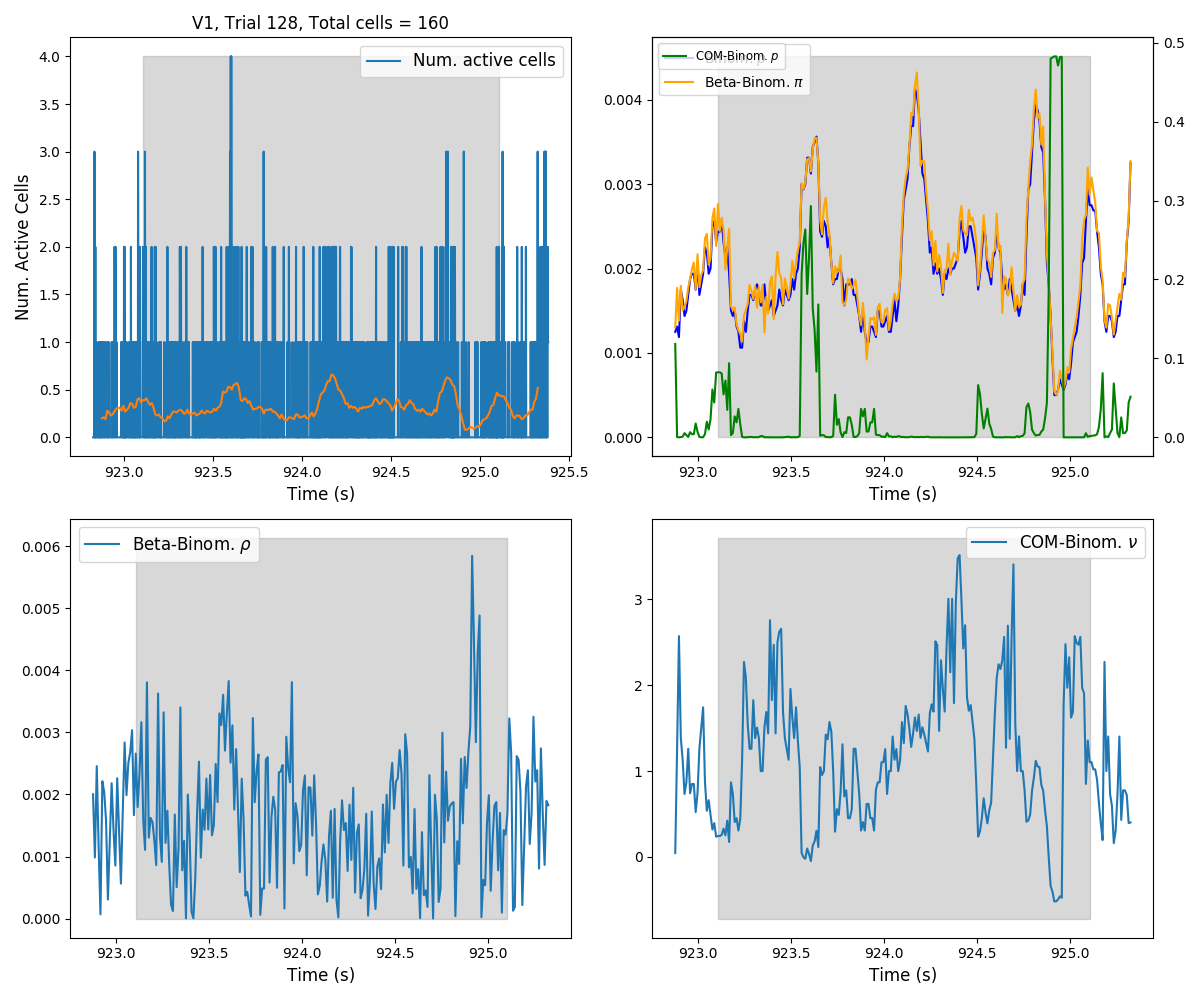 V1, Trial 128, Total cells = 160
Num. active cells
Num. Active Cells
4.0
3.5
3.0
2.5
2.0
1.5
1.0
0.5
0.0
923.0 923.5 924.0 924.5 925.0 925.5
Time (s)
COM-Binom. p
Beta-Binom. π
0.004
0.003
0.002
0.001
0.000
0.5
0.4
0.3
0.2
0.1
0.0
923.0 923.5 924.0 924.5 925.0
Time (s)
Beta-Binom. ρ
0.006
0.005
0.004
0.003
0.002
0.001
0.000
923.0 923.5 924.0 924.5 925.0
Time (s)
COM-Binom. ν
3
2
1
0
923.0 923.5 924.0 924.5 925.0
Time (s)